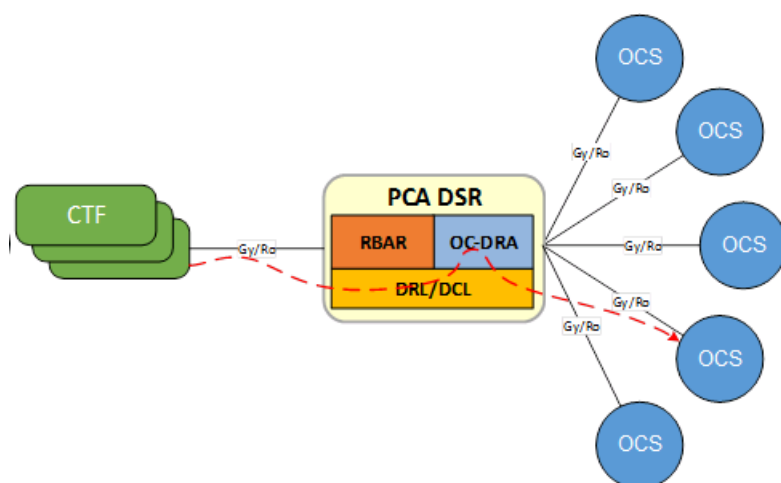 OCS
OCS
Gy/Ro
Gy/Ro
PCA DSR
CTF
RBAR
OC-DRA
Gy/Ro
Gy/Ro
OCS
DRL/DCL
Gy/Ro
Gy/Ro
OCS
OCS